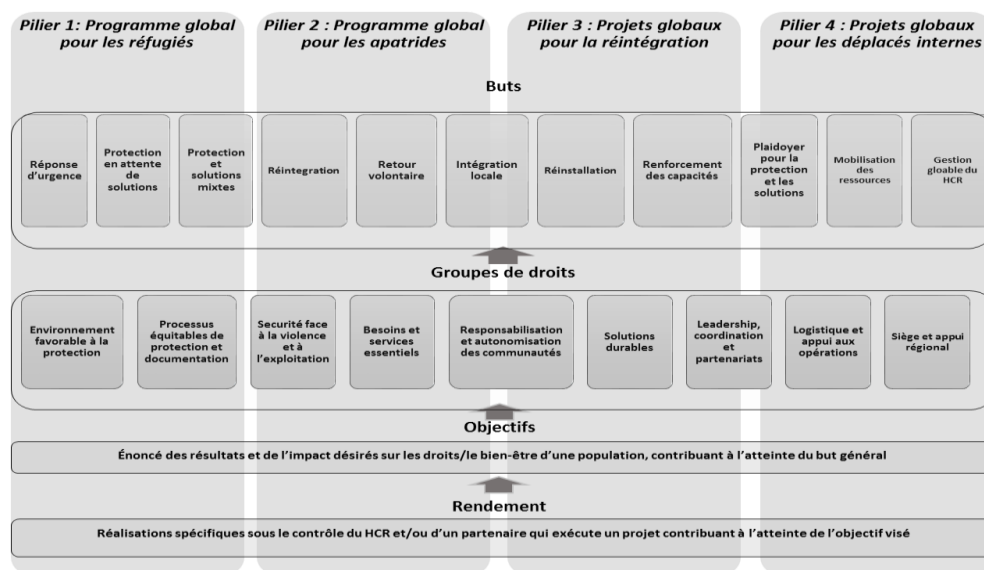 Pilier 1: Programme global
pour les réfugiés
Pilier 2 : Programme global
pour les apatrides
Pilier 3 : Projets globaux
pour la réintégration
Pilier 4 : Projets globaux
pour les déplacés internes
Buts
Réponse
d’urgence
Protection
en attente
de
solutions
Protection
et
solutions
mixtes
Réintegration
Retour
volontaire
Intégration
locale
Réinstallation
Renforcement
des capacités
Plaidoyer
pour la
protection
et les
solutions
Mobilisation
des
ressources
Gestion
gloable du
HCR
Groupes de droits
Environnement
favorable à la
protection
Processus
équitables de
protection et
documentation
Securité face
à la violence
et à
l’exploitation
Besoins et
services
essentiels
Responsabilisation
et autonomisation
des communautés
Solutions
durables
Leadership,
coordination
et
partenariats
Logistique et
appui aux
opérations
Siège et appui
régional
Objectifs
Énoncé des résultats et de l’impact désirés sur les droits/le bien-être d’une population, contribuant à l’atteinte du but général
Rendement
Réalisations spécifiques sous le contrôle du HCR et/ou d’un partenaire qui exécute un projet contribuant à l’atteinte de l’objectif visé